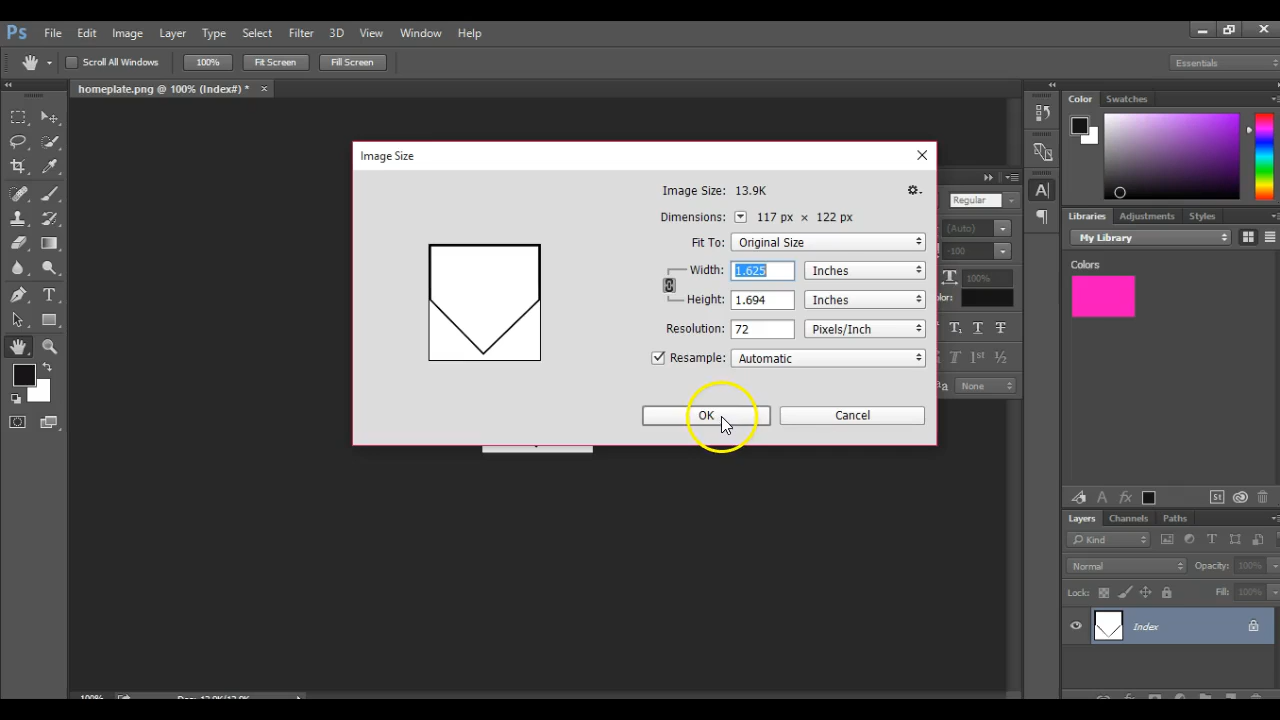 Ps File Edit Image Layer Type Select Filter 3D View Window Help
Scroll All Windows 100% Fit Screen Fill Screen Essentials
homeplate.png @ 100% (Index#) * ×
Color Swatches
Image Size
Image Size: 13.9K
Regular
Dimensions: 117 px × 122 px
Libraries Adjustments Styles
(Auto)
My Library
Fit To: Original Size
-100
Width: 1.625 Inches
Colors
100%
Height: 1.694 Inches
Color:
Resolution: 72 Pixels/Inch
Resample: Automatic
None
OK Cancel
St
Layers Channels Paths
Kind
Normal Opacity: 100%
Lock: Fill: 100%
Index